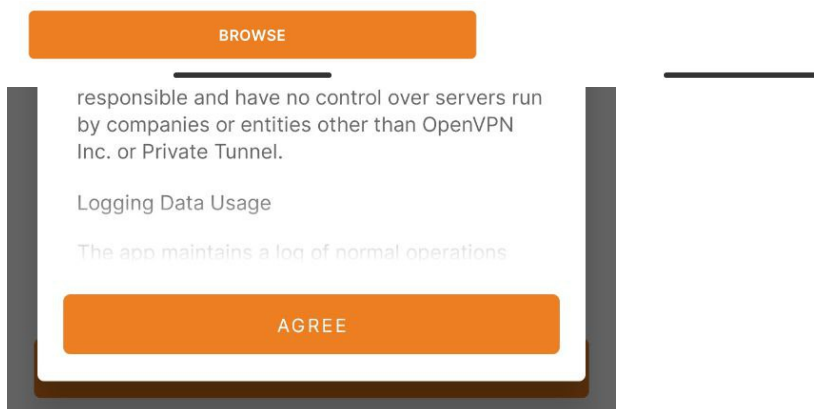 BROWSE
responsible and have no control over servers run
by companies or entities other than OpenVPN
Inc. or Private Tunnel.
Logging Data Usage
The app maintains a log of normal operations
AGREE